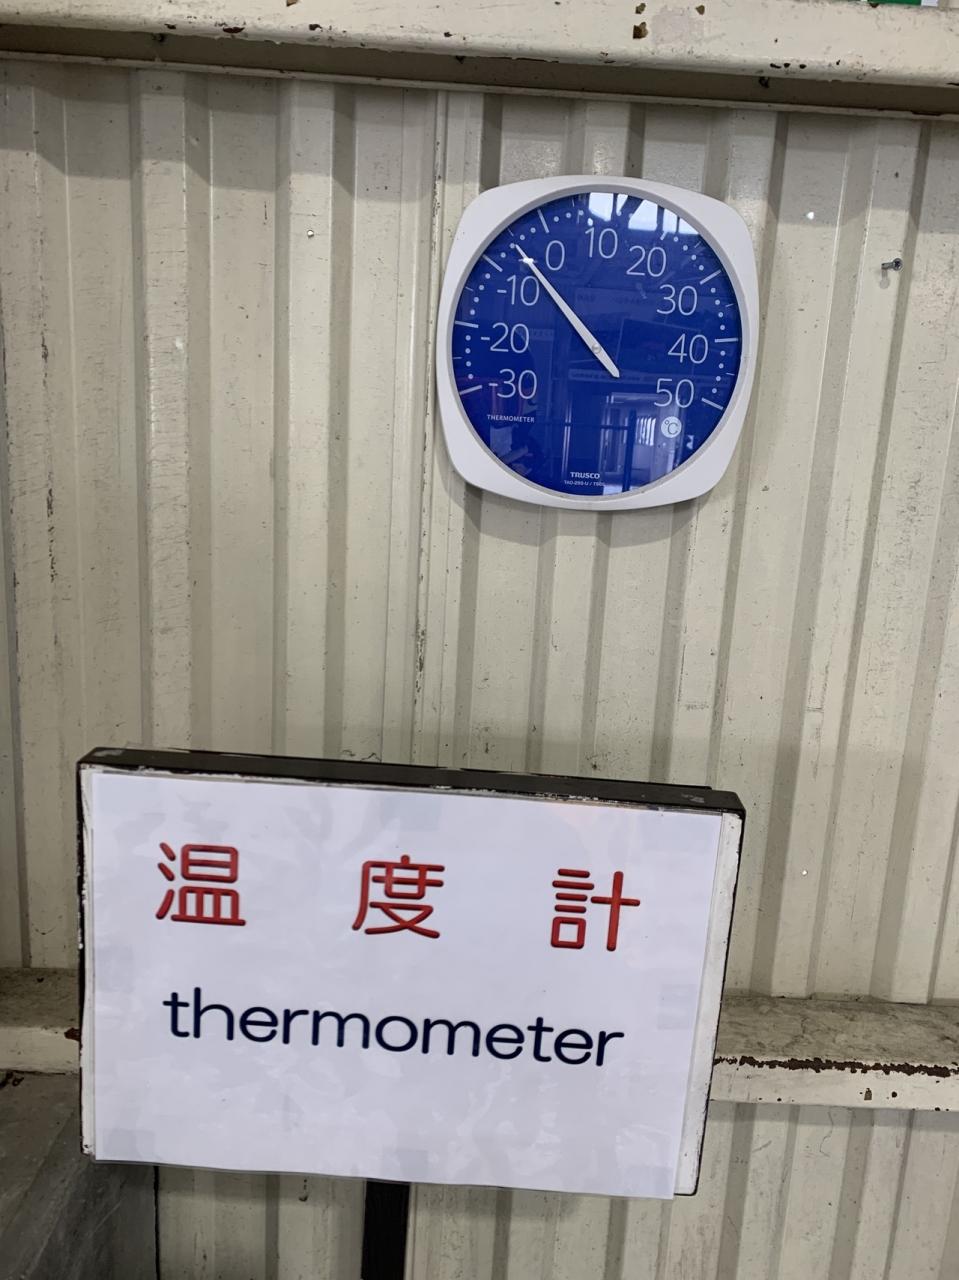 0 10 20
-10 30
-20 40
-30 50
THERMOMETER
℃
TRUSCO
温度計
thermometer